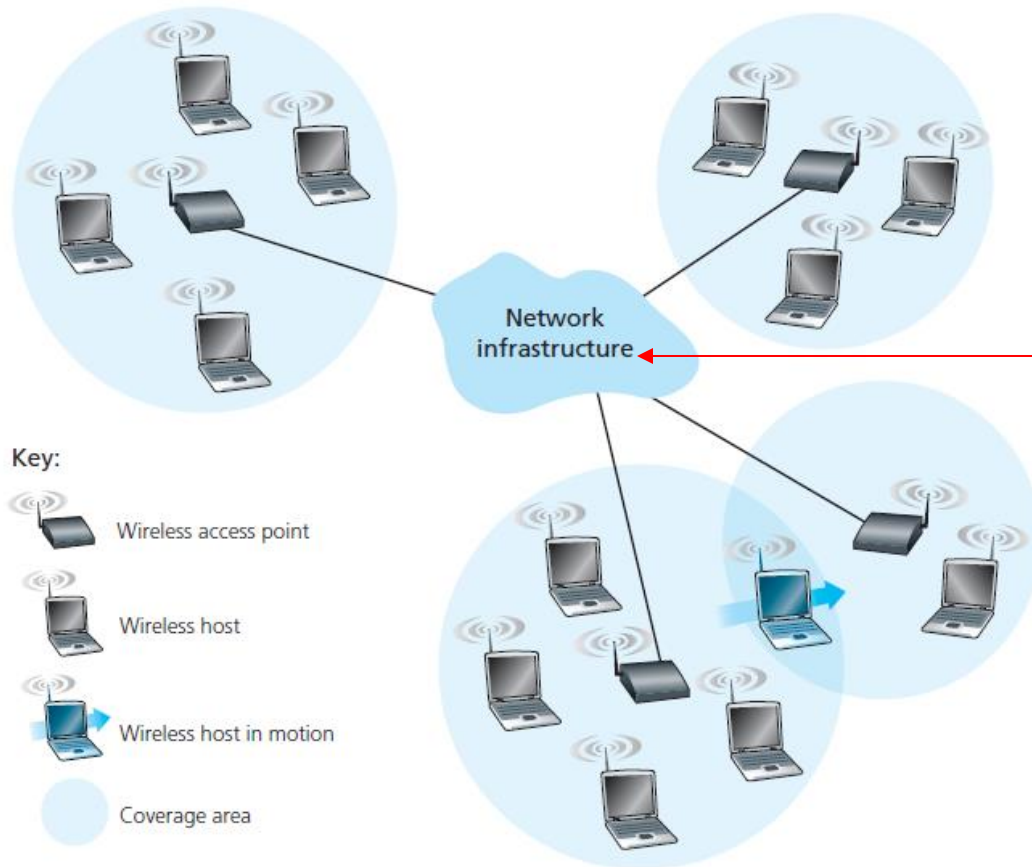 Network
infrastructure
Key:
Wireless access point
Wireless host
Wireless host in motion
Coverage area